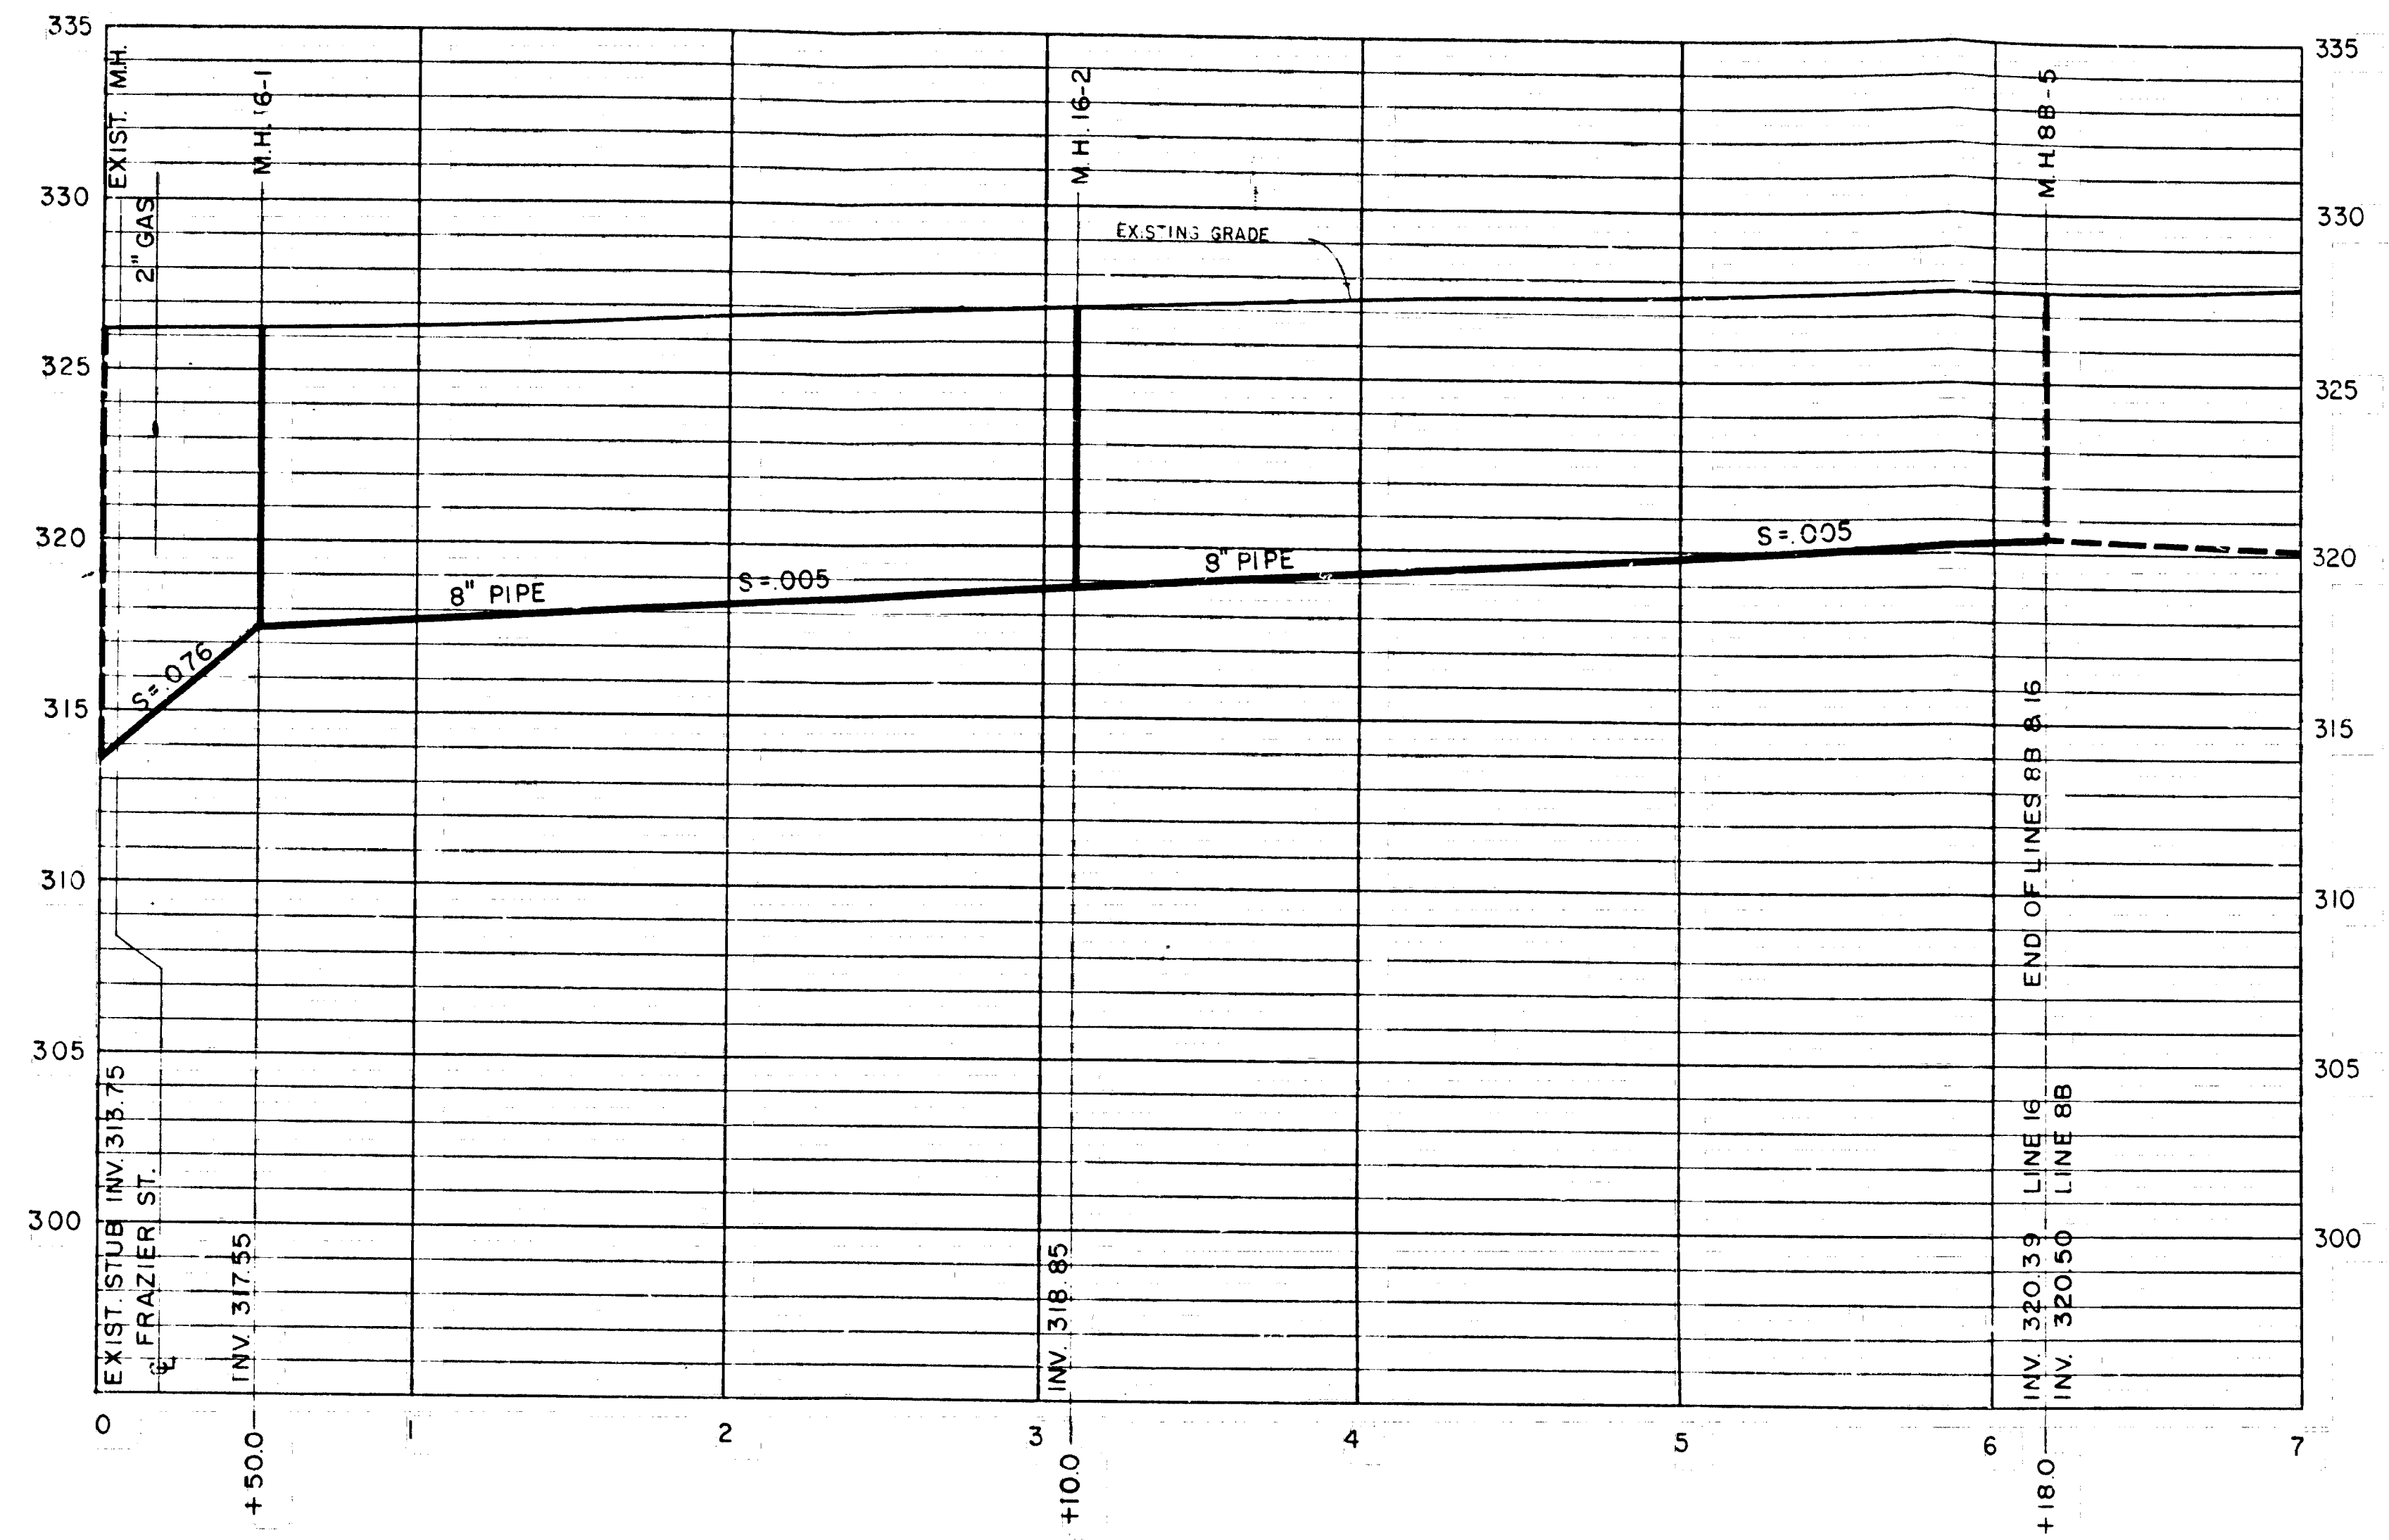 335
335
EXIST. M.H.
M.H. 16-1
M.H. 16-2
M.H. 8B-5
330
330
2" GAS
EXISTING GRADE
325
325
320
320
8" PIPE
S=.005
8" PIPE
S=.005
S=.076
315
315
310
310
END OF LINES 8B & 16
305
305
300
300
EXIST. STUB INV. 313.75
℄ FRAZIER ST.
INV. 317.55
INV. 318.85
INV. 320.39 LINE 16
INV. 320.50 LINE 8B
0
1
2
3
4
5
6
7
+50.0
+10.0
+18.0